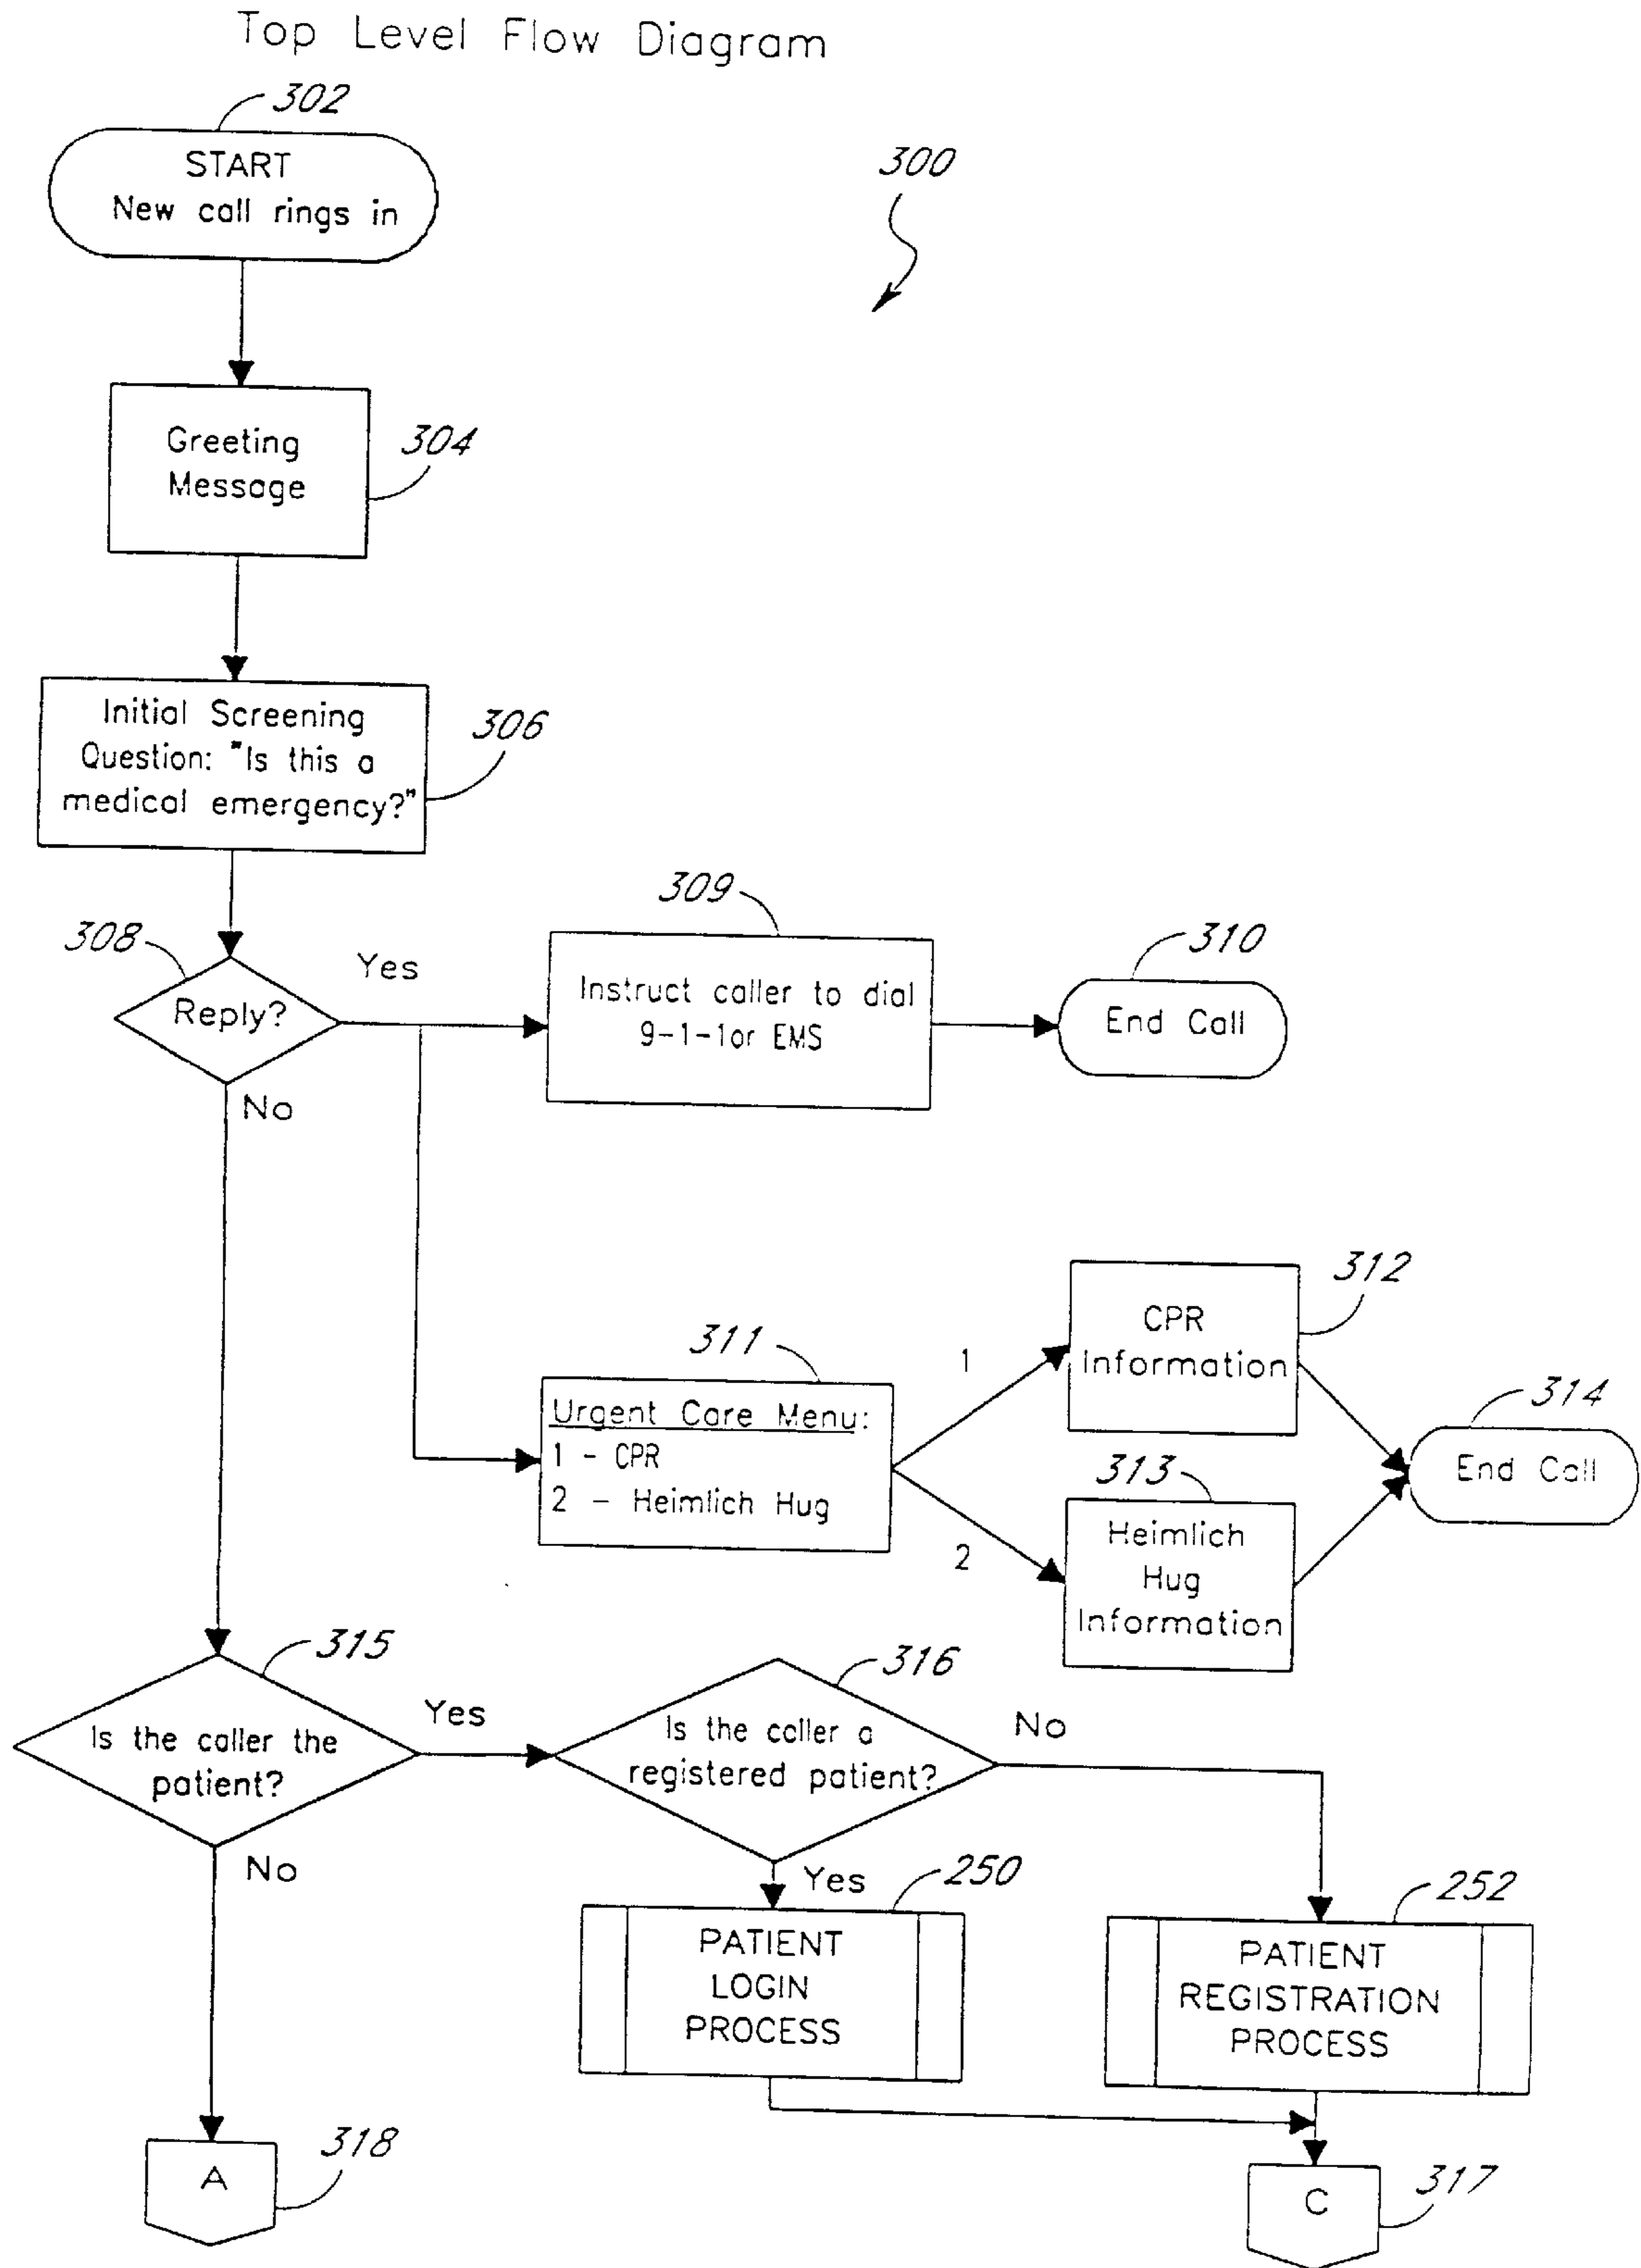 Top Level Flow Diagram
302
START
New call rings in
300
Greeting
Message
304
Initial Screening
Question: "Is this a
medical emergency?"
306
308
Reply?
Yes
No
309
Instruct caller to dial
9-1-1or EMS
310
End Call
311
Urgent Care Menu:
1 - CPR
2 - Heimlich Hug
1
2
312
CPR
Information
313
Heimlich
Hug
Information
314
End Call
315
Is the caller the
patient?
Yes
No
316
Is the caller a
registered patient?
No
Yes
250
PATIENT
LOGIN
PROCESS
252
PATIENT
REGISTRATION
PROCESS
A
318
C
317